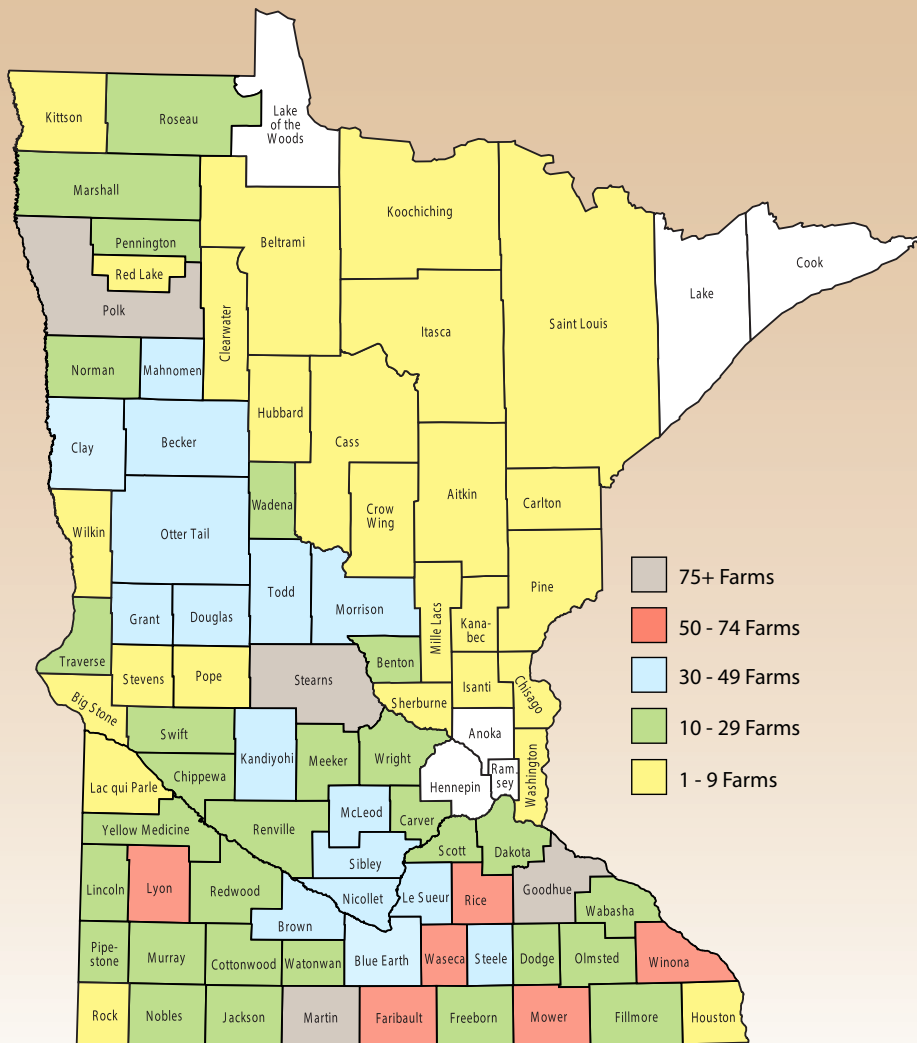 Kittson
Roseau
Lake
of the
Woods
Marshall
Koochiching
Pennington
Beltrami
Red Lake
Cook
Lake
Polk
Clearwater
Saint Louis
Itasca
Norman
Mahnomen
Hubbard
Clay
Becker
Cass
Aitkin
Wadena
Carlton
Crow
Wing
Wilkin
Otter Tail
75+ Farms
Todd
Pine
Morrison
Grant
Douglas
Mille Lacs
Kana-
bec
50 - 74 Farms
Traverse
Benton
Stevens
Pope
Stearns
30 - 49 Farms
Isanti
Chisago
Big Stone
Sherburne
Swift
Anoka
10 - 29 Farms
Kandiyohi
Meeker
Wright
Washington
Chippewa
Ram
sey
1 - 9 Farms
Lac qui Parle
Hennepin
McLeod
Carver
Yellow Medicine
Renville
Scott
Dakota
Sibley
Lincoln
Lyon
Redwood
Nicollet
Le Sueur
Rice
Goodhue
Wabasha
Brown
Pipe-
stone
Murray
Cottonwood
Watonwan
Blue Earth
Waseca
Steele
Dodge
Olmsted
Winona
Rock
Nobles
Jackson
Martin
Faribault
Freeborn
Mower
Fillmore
Houston